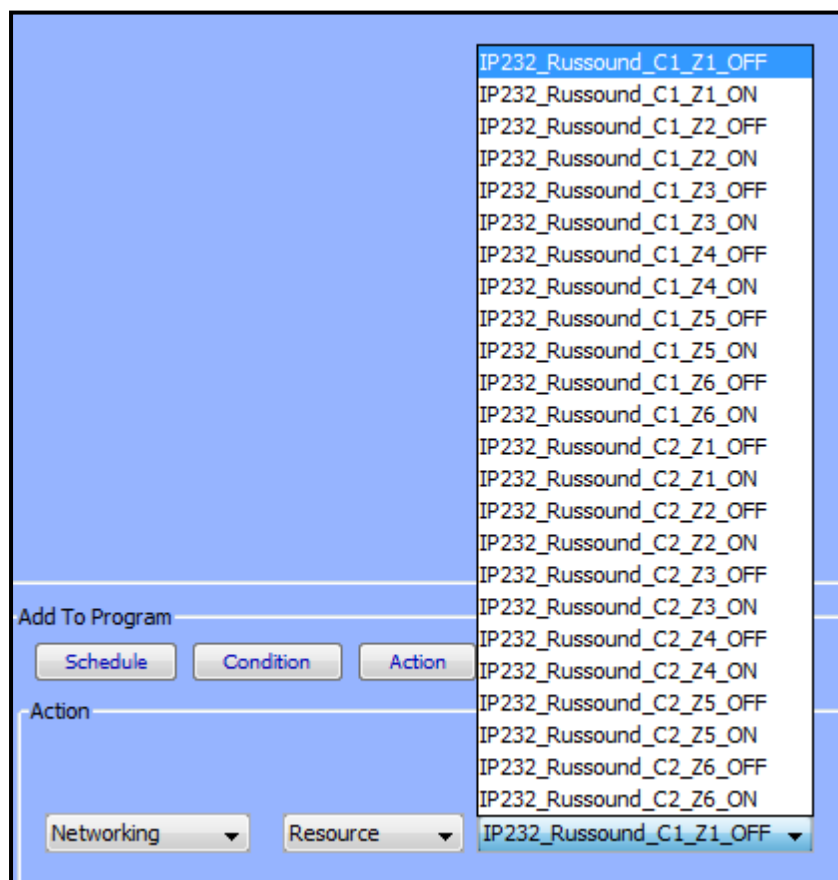 IP232_Russound_C1_Z1_OFF
IP232_Russound_C1_Z1_ON
IP232_Russound_C1_Z2_OFF
IP232_Russound_C1_Z2_ON
IP232_Russound_C1_Z3_OFF
IP232_Russound_C1_Z3_ON
IP232_Russound_C1_Z4_OFF
IP232_Russound_C1_Z4_ON
IP232_Russound_C1_Z5_OFF
IP232_Russound_C1_Z5_ON
IP232_Russound_C1_Z6_OFF
IP232_Russound_C1_Z6_ON
IP232_Russound_C2_Z1_OFF
IP232_Russound_C2_Z1_ON
IP232_Russound_C2_Z2_OFF
IP232_Russound_C2_Z2_ON
IP232_Russound_C2_Z3_OFF
IP232_Russound_C2_Z3_ON
IP232_Russound_C2_Z4_OFF
IP232_Russound_C2_Z4_ON
IP232_Russound_C2_Z5_OFF
IP232_Russound_C2_Z5_ON
IP232_Russound_C2_Z6_OFF
IP232_Russound_C2_Z6_ON
Add To Program
Schedule Condition Action
Action
Networking Resource IP232_Russound_C1_Z1_OFF